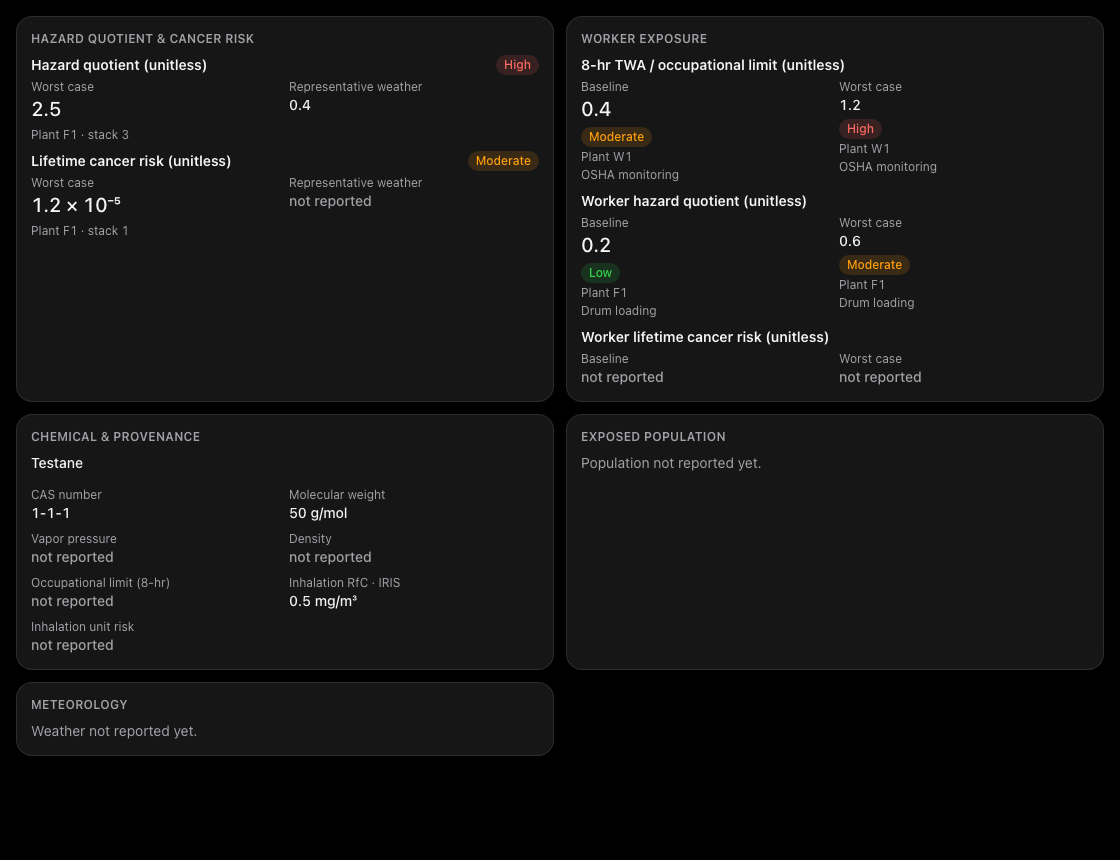 HAZARD QUOTIENT & CANCER RISK
Hazard quotient (unitless) High
Worst case Representative weather
2.5 0.4
Plant F1 · stack 3
Lifetime cancer risk (unitless) Moderate
Worst case Representative weather
1.2 × 10⁻⁵ not reported
Plant F1 · stack 1
WORKER EXPOSURE
8-hr TWA / occupational limit (unitless)
Baseline Worst case
0.4 1.2
Moderate High
Plant W1 Plant W1
OSHA monitoring OSHA monitoring
Worker hazard quotient (unitless)
Baseline Worst case
0.2 0.6
Low Moderate
Plant F1 Plant F1
Drum loading Drum loading
Worker lifetime cancer risk (unitless)
Baseline Worst case
not reported not reported
CHEMICAL & PROVENANCE
Testane
CAS number Molecular weight
1-1-1 50 g/mol
Vapor pressure Density
not reported not reported
Occupational limit (8-hr) Inhalation RfC · IRIS
not reported 0.5 mg/m³
Inhalation unit risk
not reported
EXPOSED POPULATION
Population not reported yet.
METEOROLOGY
Weather not reported yet.